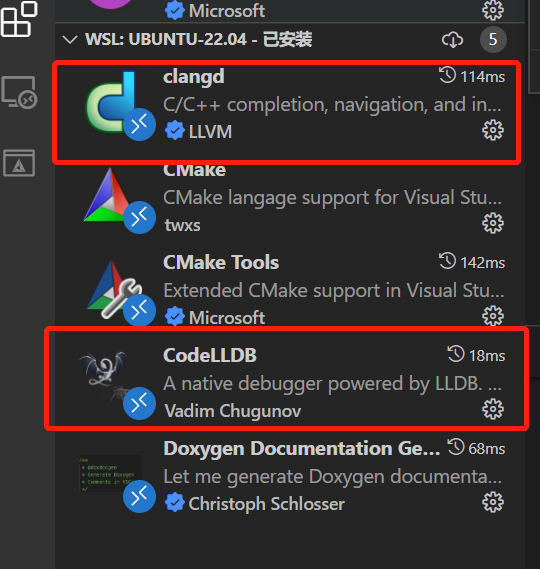 Microsoft
WSL: UBUNTU-22.04 - 已安装
5
clangd
114ms
C/C++ completion, navigation, and in...
LLVM
CMake
CMake langage support for Visual Stu...
twxs
CMake Tools
142ms
Extended CMake support in Visual Stu...
Microsoft
CodeLLDB
18ms
A native debugger powered by LLDB. ...
Vadim Chugunov
Doxygen Documentation Ge...
68ms
Let me generate Doxygen documenta...
Christoph Schlosser